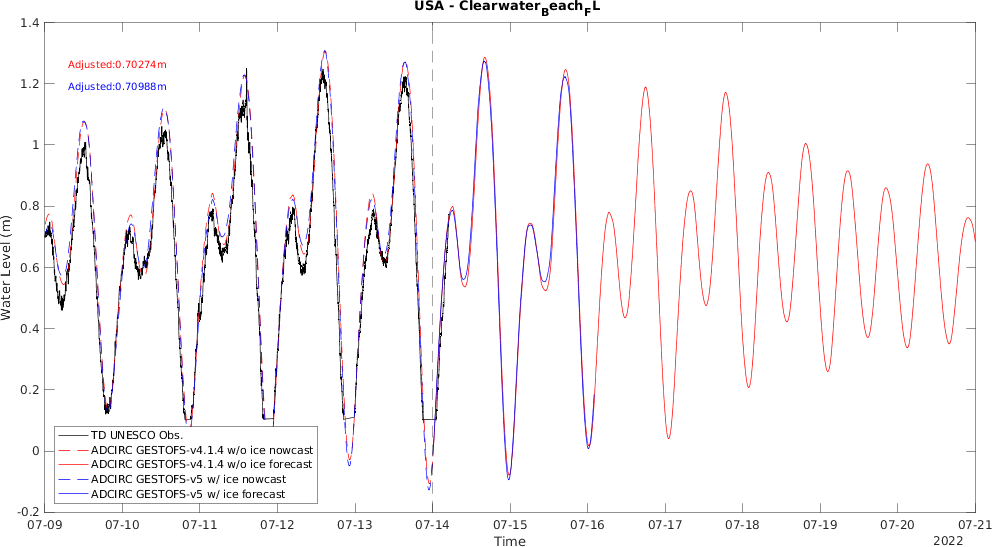 USA - ClearwaterBeachFL
1.4
1.2
1
0.8
0.6
0.4
0.2
0
-0.2
Water Level (m)
Adjusted:0.70274m
Adjusted:0.70988m
TD UNESCO Obs.
ADCIRC GESTOFS-v4.1.4 w/o ice nowcast
ADCIRC GESTOFS-v4.1.4 w/o ice forecast
ADCIRC GESTOFS-v5 w/ ice nowcast
ADCIRC GESTOFS-v5 w/ ice forecast
07-09 07-10 07-11 07-12 07-13 07-14 07-15 07-16 07-17 07-18 07-19 07-20 07-21
Time
2022